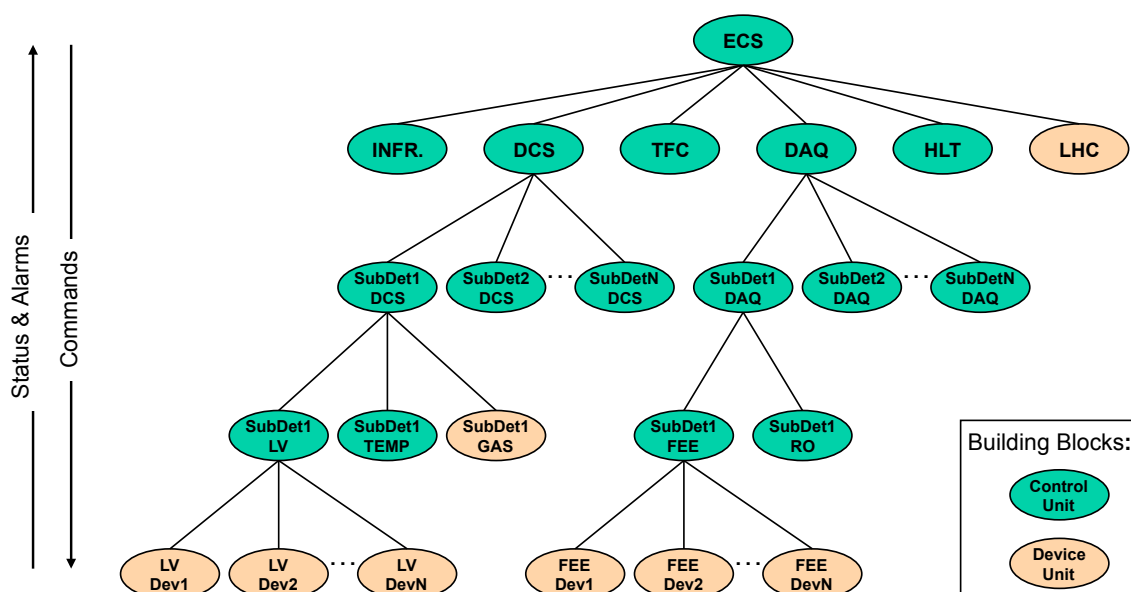 ECS
INFR.
DCS
TFC
DAQ
HLT
LHC
Status & Alarms
Commands
SubDet1
DCS
SubDet2
DCS
...
SubDetN
DCS
SubDet1
DAQ
SubDet2
DAQ
...
SubDetN
DAQ
SubDet1
LV
SubDet1
TEMP
SubDet1
GAS
SubDet1
FEE
SubDet1
RO
LV
Dev1
LV
Dev2
...
LV
DevN
FEE
Dev1
FEE
Dev2
...
FEE
DevN
Building Blocks:
Control
Unit
Device
Unit